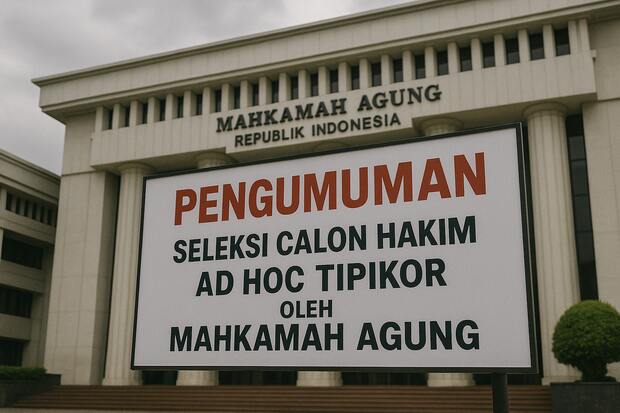 MAHKAMAH AGUNG
REPUBLIK INDONESIA
PENGUMUMAN
SELEKSI CALON HAKIM
AD HOC TIPIKOR
OLEH
MAHKAMAH AGUNG